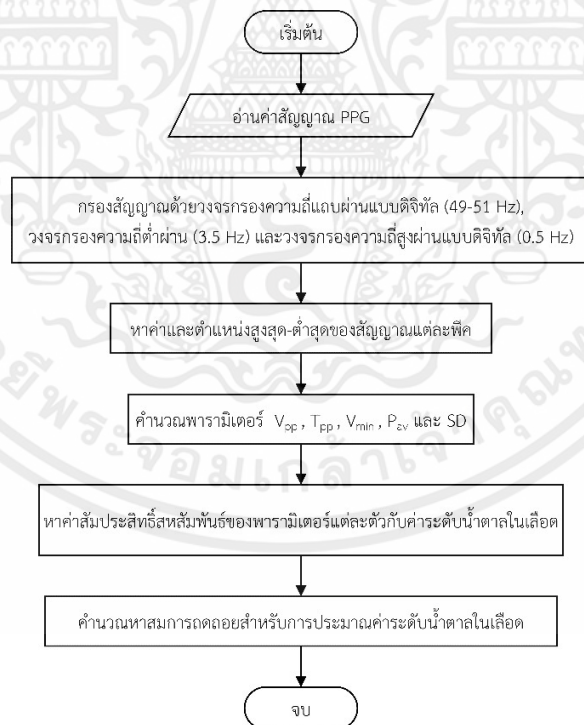 เริ่มต้น
อ่านค่าสัญญาณ PPG
กรองสัญญาณด้วยวงจรกรองความถี่แถบผ่านแบบดิจิทัล (49-51 Hz),
วงจรกรองความถี่ต่ำผ่าน (3.5 Hz) และวงจรกรองความถี่สูงผ่านแบบดิจิทัล (0.5 Hz)
หาค่าและตำแหน่งสูงสุด-ต่ำสุดของสัญญาณแต่ละพีค
คำนวณพารามิเตอร์ Vpp , Tpp , Vmin , Pav และ SD
หาค่าสัมประสิทธิ์สหสัมพันธ์ของพารามิเตอร์แต่ละตัวกับค่าระดับน้ำตาลในเลือด
คำนวณหาสมการถดถอยสำหรับการประมาณค่าระดับน้ำตาลในเลือด
จบ